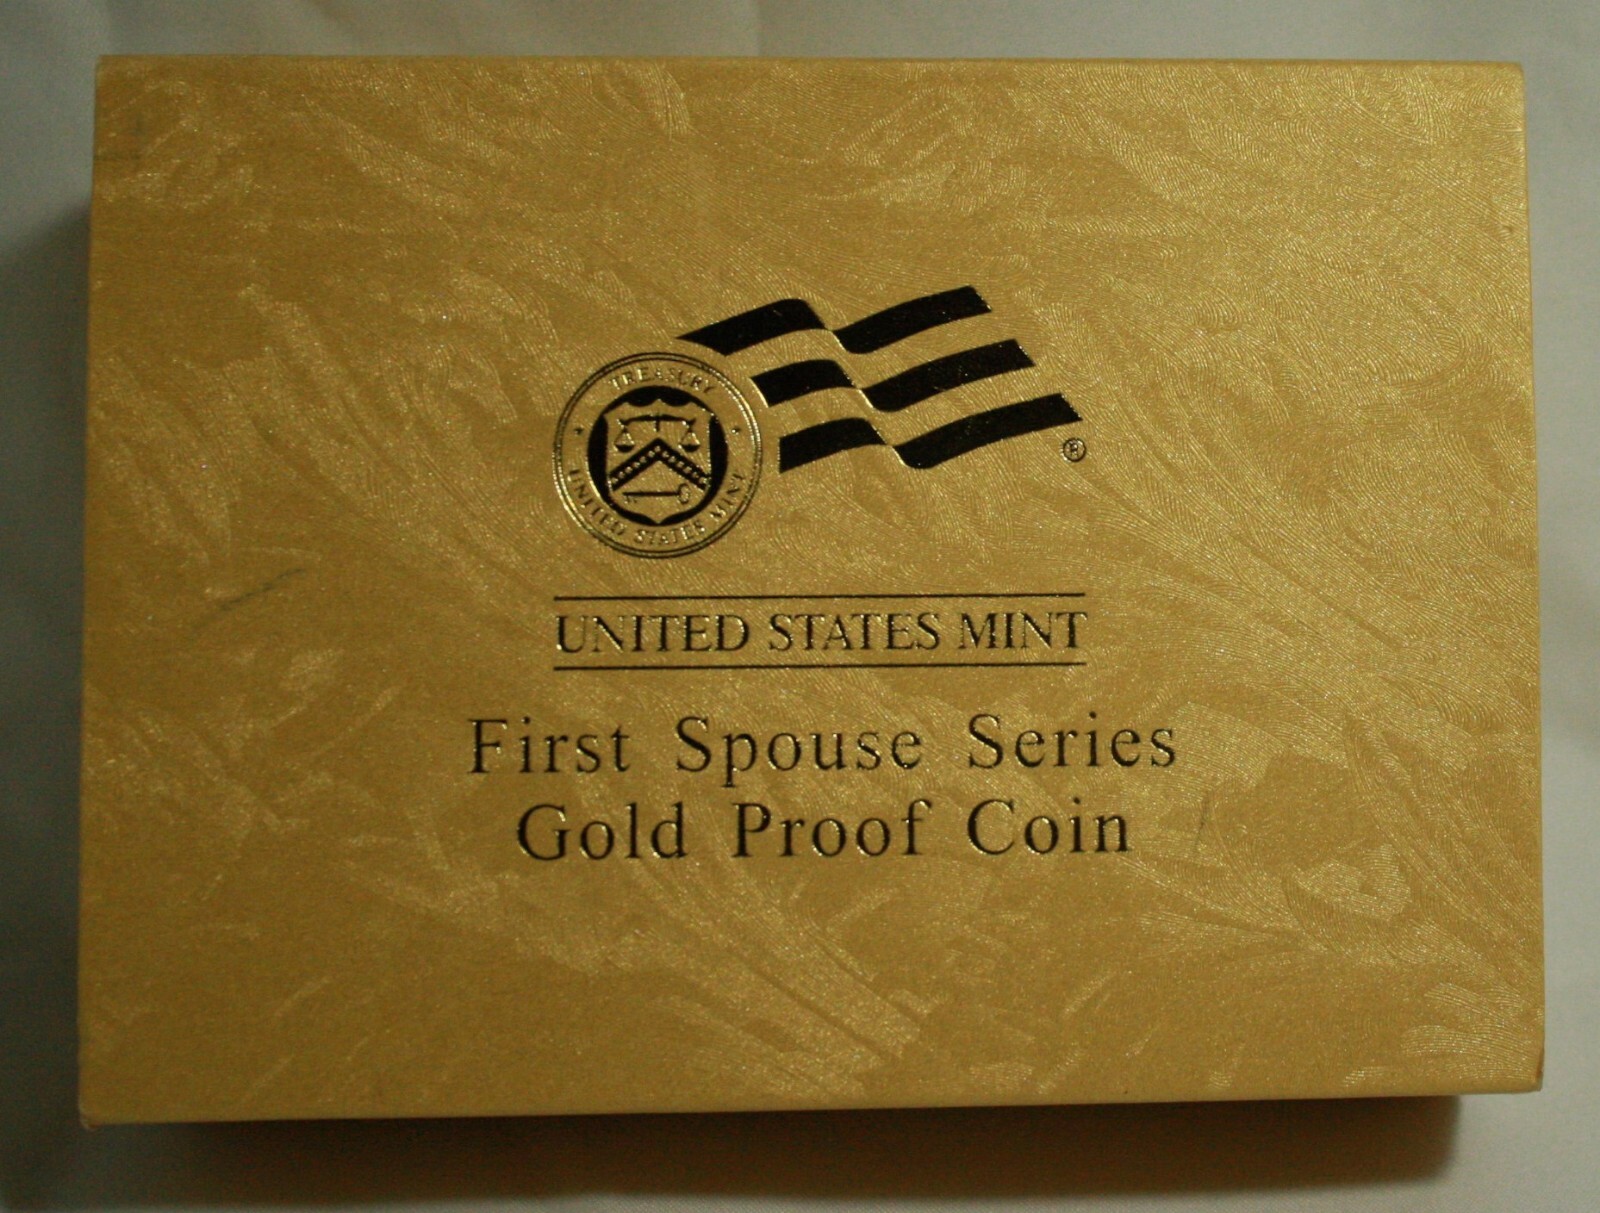 TREASURY
UNITED STATES MINT
®
UNITED STATES MINT
First Spouse Series
Gold Proof Coin